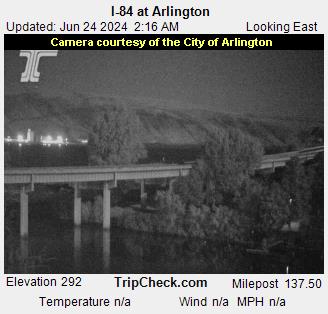 I-84 at Arlington
Updated: Jun 24 2024 2:16 AM Looking East
Camera courtesy of the City of Arlington
Elevation 292 TripCheck.com Milepost 137.50
Temperature n/a Wind n/a MPH n/a